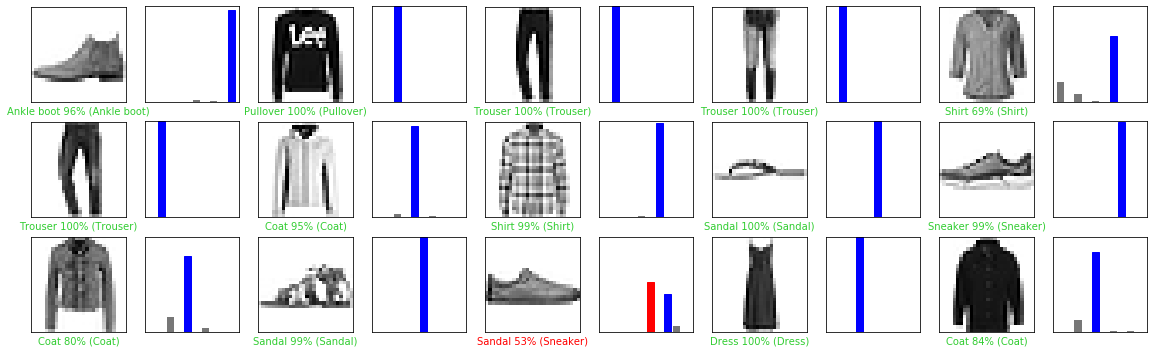 Lee
Ankle boot 96% (Ankle boot)
Pullover 100% (Pullover)
Trouser 100% (Trouser)
Trouser 100% (Trouser)
Shirt 69% (Shirt)
Trouser 100% (Trouser)
Coat 95% (Coat)
Shirt 99% (Shirt)
Sandal 100% (Sandal)
Sneaker 99% (Sneaker)
Coat 80% (Coat)
Sandal 99% (Sandal)
Sandal 53% (Sneaker)
Dress 100% (Dress)
Coat 84% (Coat)